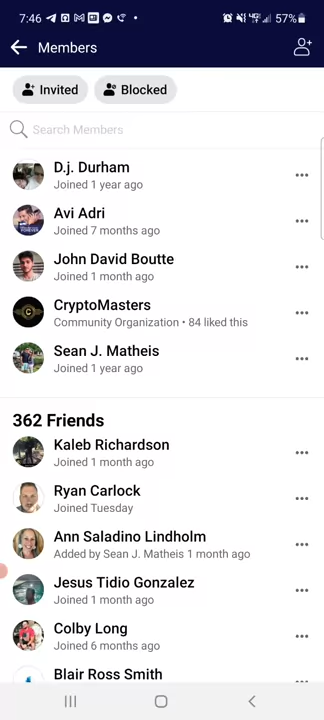 7:46
57%
Members
Invited
Blocked
Search Members
D.j. Durham
Joined 1 year ago
Avi Adri
Joined 7 months ago
John David Boutte
Joined 1 month ago
CryptoMasters
Community Organization • 84 liked this
Sean J. Matheis
Joined 1 year ago
362 Friends
Kaleb Richardson
Joined 1 month ago
Ryan Carlock
Joined Tuesday
Ann Saladino Lindholm
Added by Sean J. Matheis 1 month ago
Jesus Tidio Gonzalez
Joined 1 month ago
Colby Long
Joined 6 months ago
Blair Ross Smith